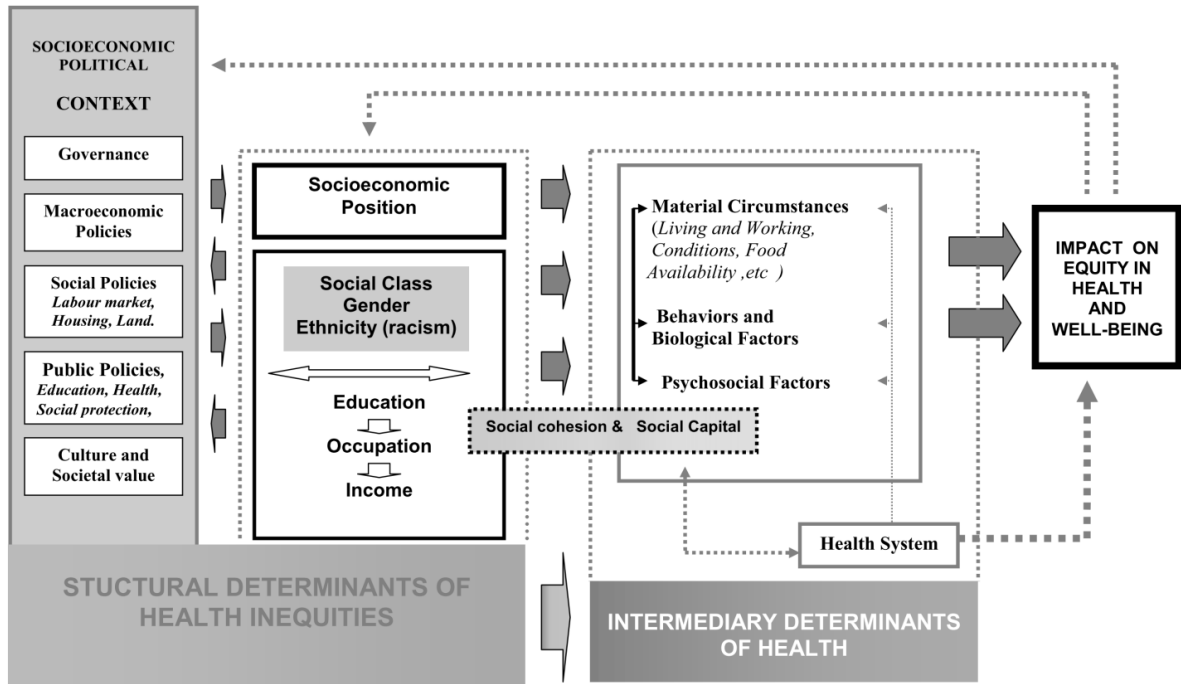 SOCIOECONOMIC
POLITICAL
CONTEXT
Governance
Macroeconomic
Policies
Social Policies
Labour market,
Housing, Land.
Public Policies,
Education, Health,
Social protection,
Culture and
Societal value
Socioeconomic
Position
Social Class
Gender
Ethnicity (racism)
Education
Occupation
Income
Social cohesion & Social Capital
Material Circumstances
(Living and Working,
Conditions, Food
Availability ,etc )
Behaviors and
Biological Factors
Psychosocial Factors
Health System
IMPACT ON
EQUITY IN
HEALTH
AND
WELL-BEING
STUCTURAL DETERMINANTS OF
HEALTH INEQUITIES
INTERMEDIARY DETERMINANTS
OF HEALTH